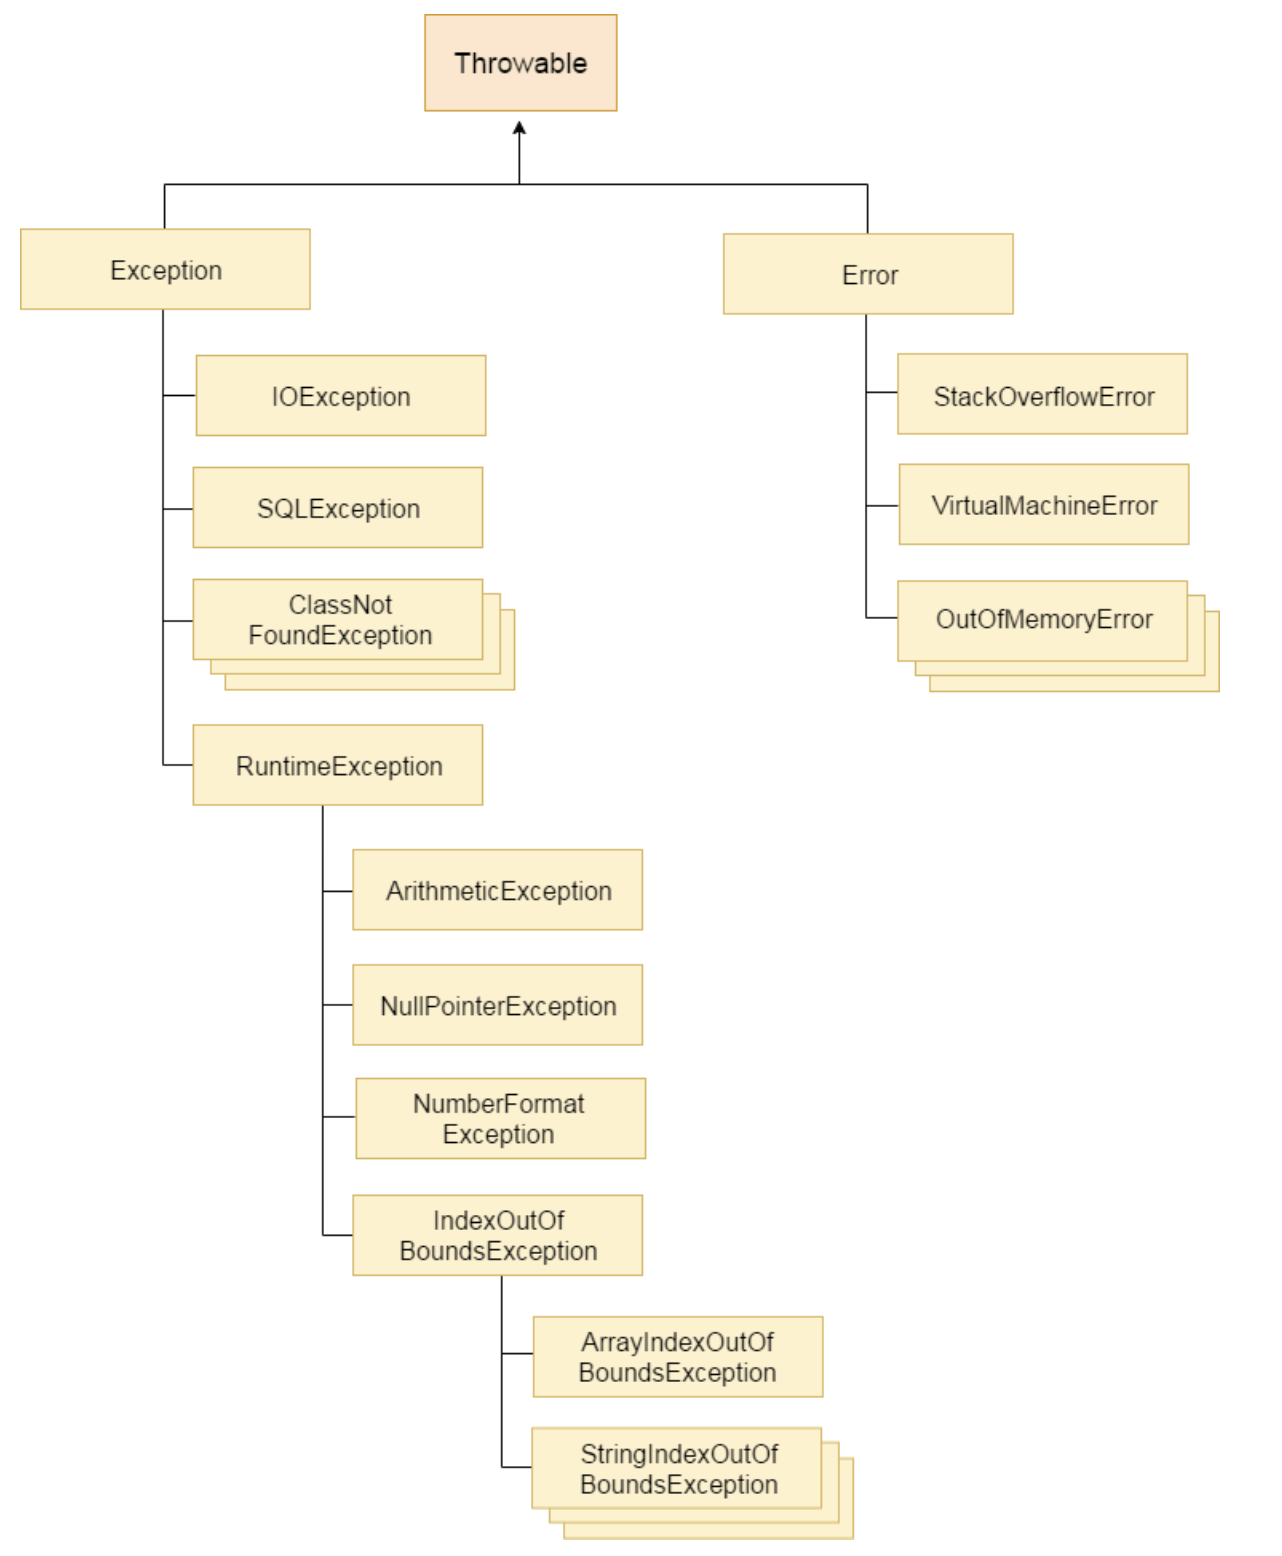 Throwable
Exception
Error
IOException
StackOverflowError
SQLException
VirtualMachineError
ClassNot
FoundException
OutOfMemoryError
RuntimeException
ArithmeticException
NullPointerException
NumberFormat
Exception
IndexOutOf
BoundsException
ArrayIndexOutOf
BoundsException
StringIndexOutOf
BoundsException